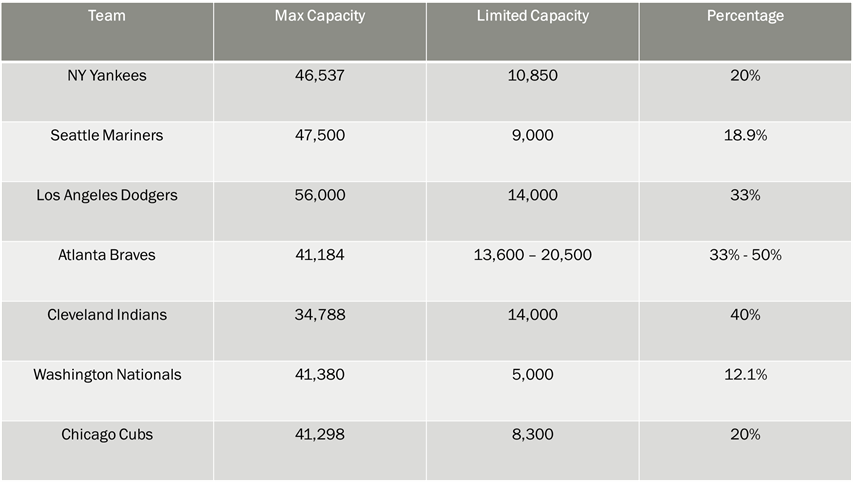 Team Max Capacity Limited Capacity Percentage
NY Yankees 46,537 10,850 20%
Seattle Mariners 47,500 9,000 18.9%
Los Angeles Dodgers 56,000 14,000 33%
Atlanta Braves 41,184 13,600 – 20,500 33% - 50%
Cleveland Indians 34,788 14,000 40%
Washington Nationals 41,380 5,000 12.1%
Chicago Cubs 41,298 8,300 20%